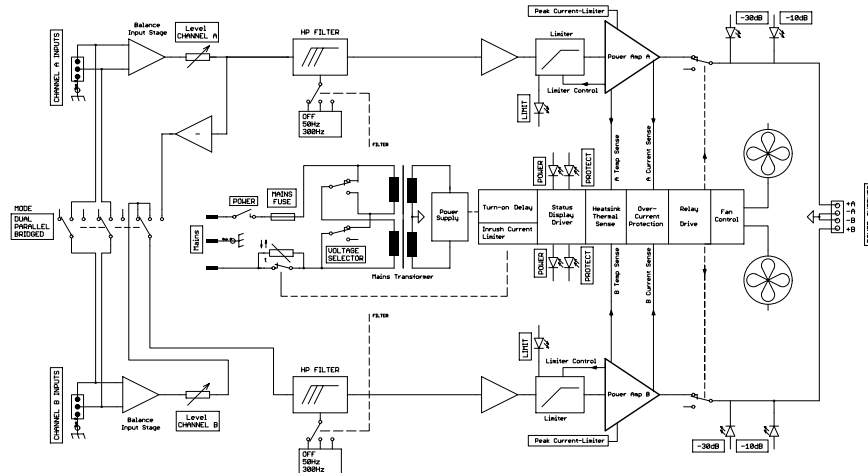 Peak Current-Limiter
-30dB
-10dB
Balance
Input Stage
Level
CHANNEL A
HP FILTER
Limiter
Power Amp A
CHANNEL A INPUTS
OFF
50Hz
300Hz
LIMIT
Limiter Control
FILTER
A Temp Sense
A Current Sense
MODE
DUAL
PARALLEL
BRIDGED
POWER
MAINS
FUSE
Mains
VOLTAGE
SELECTOR
Mains Transformer
Power
Supply
POWER
PROTECT
Turn-on Delay
Inrush Current
Limiter
Status
Display
Driver
Heatsink
Thermal
Sense
Over-
Current
Protection
Relay
Drive
Fan
Control
+A
-A
-B
+B
POWER
PROTECT
B Temp Sense
B Current Sense
FILTER
LIMIT
HP FILTER
Limiter Control
Limiter
Power Amp B
CHANNEL B INPUTS
Balance
Input Stage
Level
CHANNEL B
OFF
50Hz
300Hz
Peak Current-Limiter
-30dB
-10dB